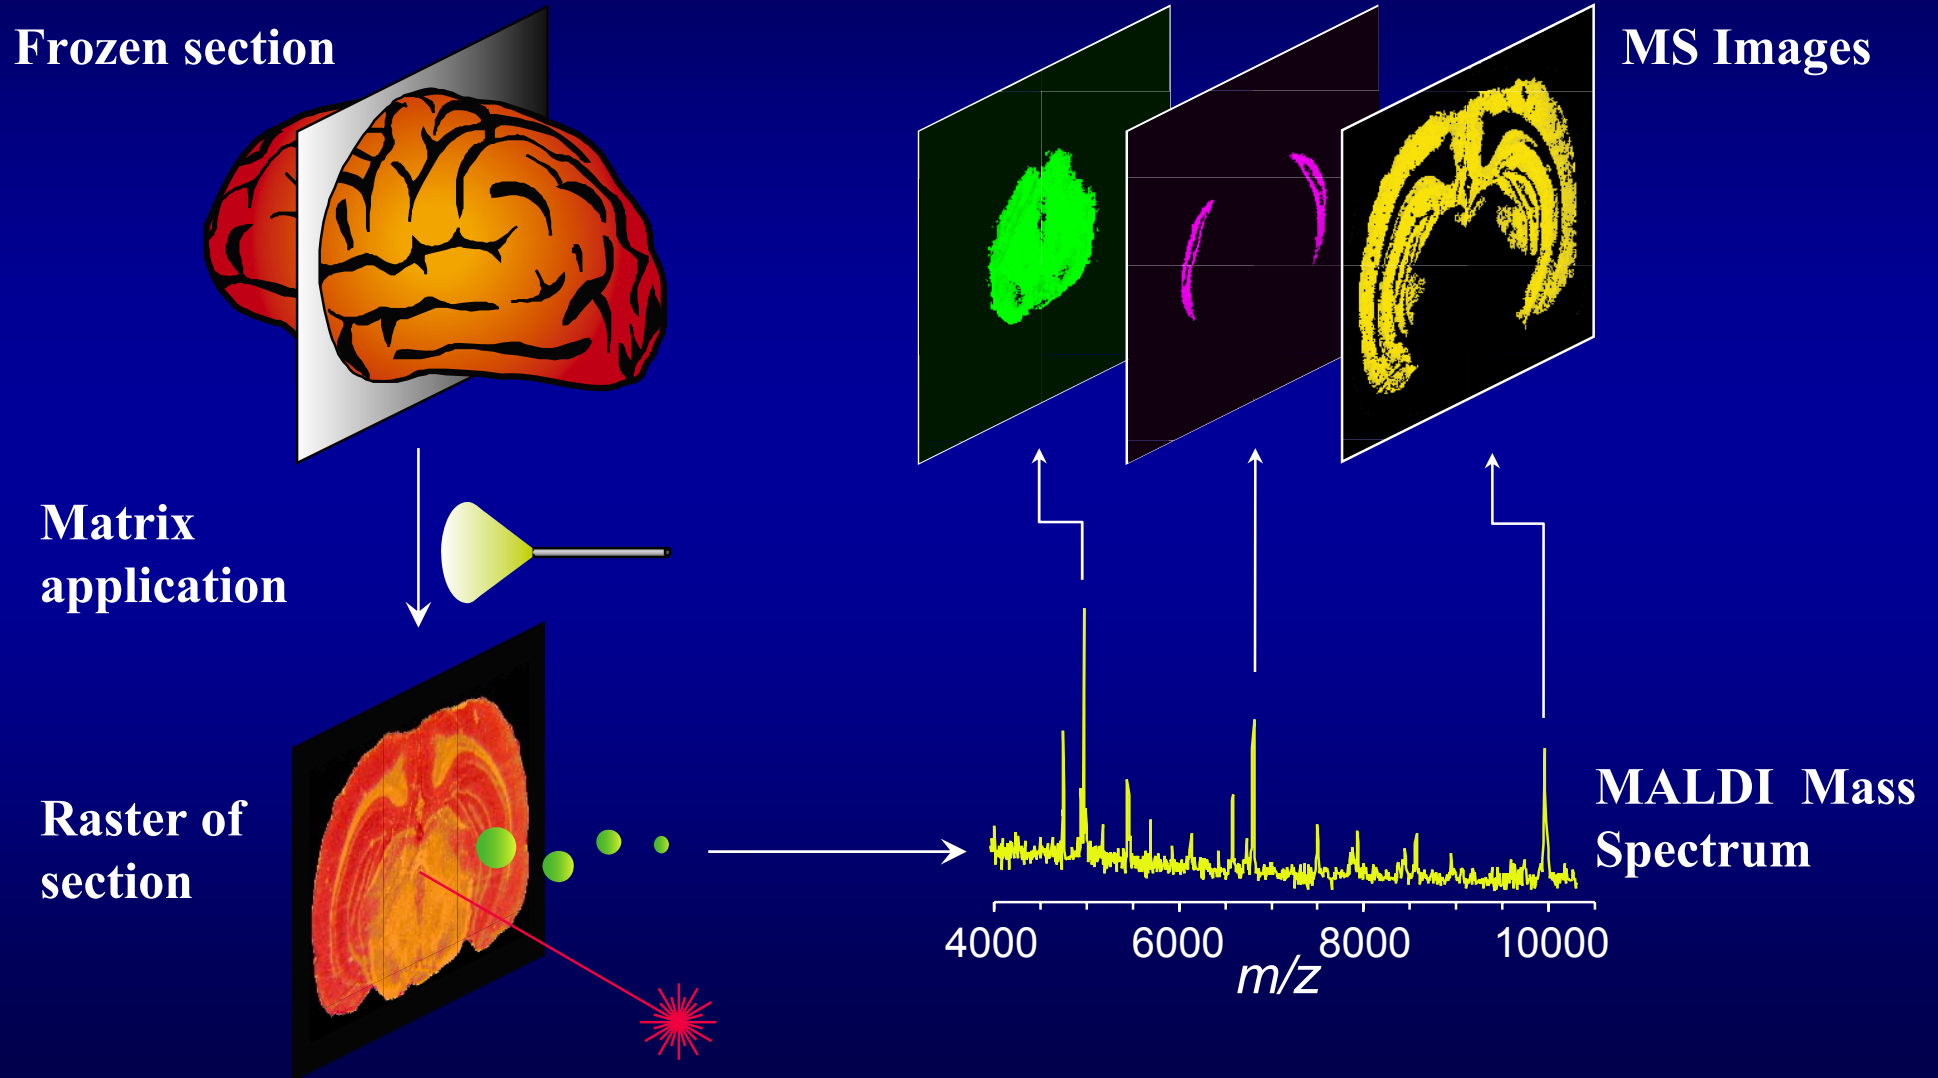 Frozen section
MS Images
Matrix
application
Raster of
section
MALDI Mass
Spectrum
4000 6000 8000 10000
m/z